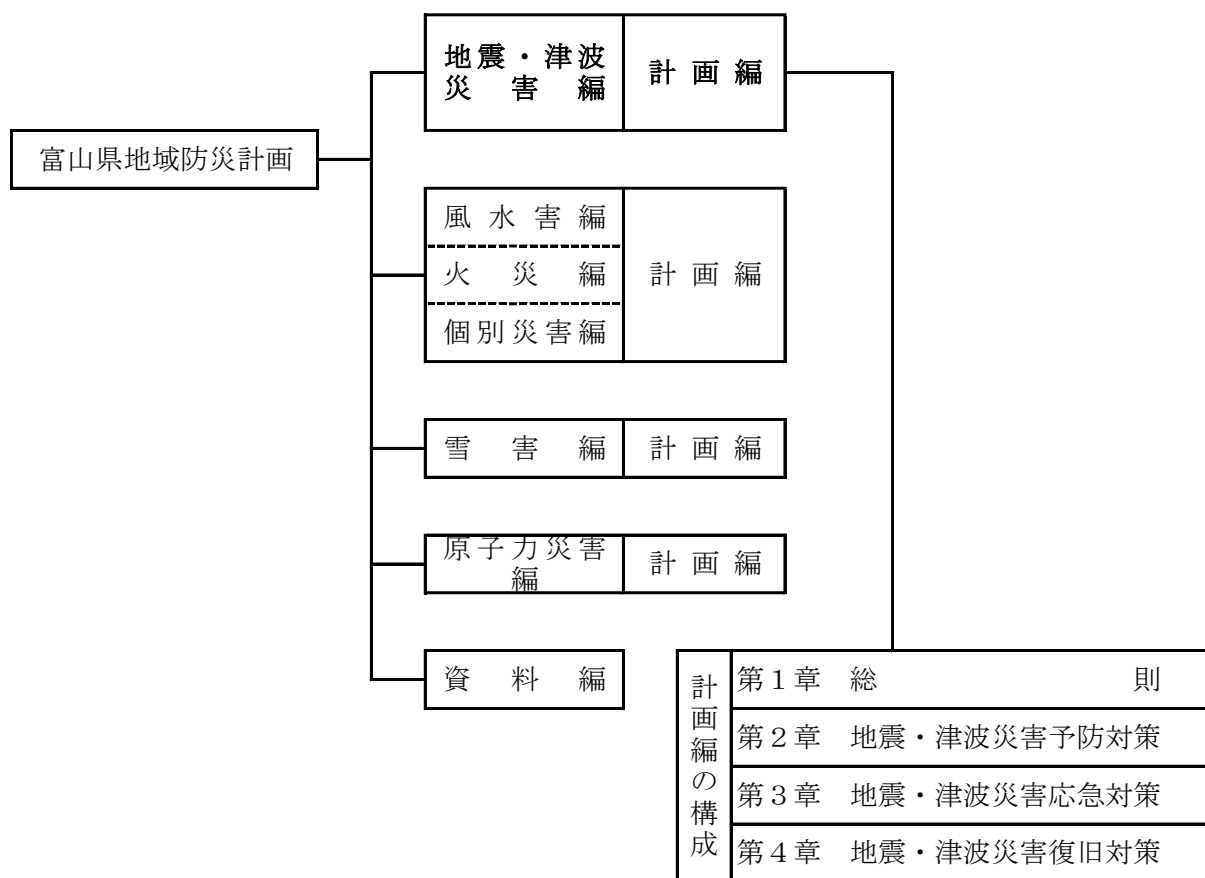 地震・津波
災害編
計画編
富山県地域防災計画
風水害編
火災編
個別災害編
計画編
雪害編
計画編
原子力災害
編
計画編
資料編
計画編の構成
第１章　総則
第２章　地震・津波災害予防対策
第３章　地震・津波災害応急対策
第４章　地震・津波災害復旧対策